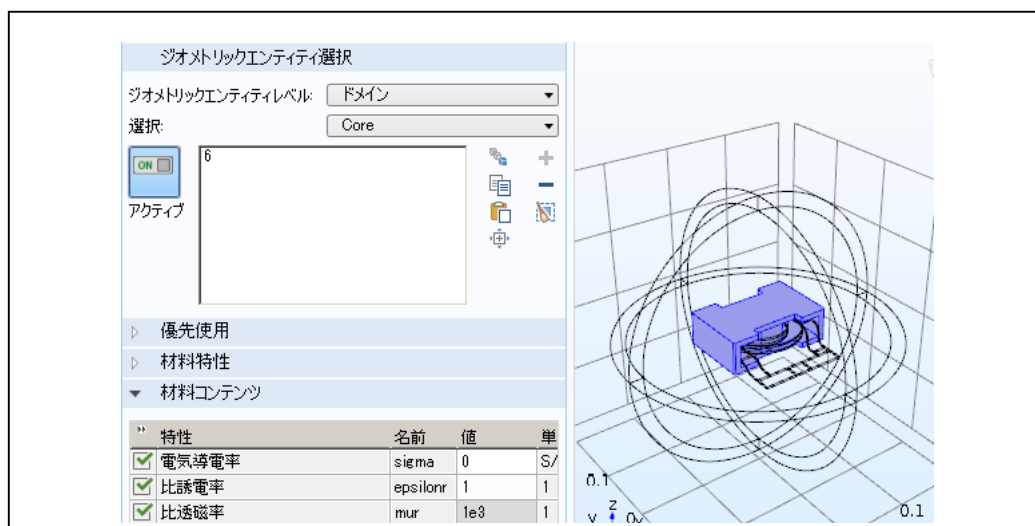 ジオメトリックエンティティ選択
ジオメトリックエンティティレベル: ドメイン
選択: Core
ON
アクティブ
6
優先使用
材料特性
材料コンテンツ
特性 名前 値 単
電気導電率 sigma 0 S/
比誘電率 epsilonr 1 1
比透磁率 mur 1e3 1
0.1
0.1
z
y
0